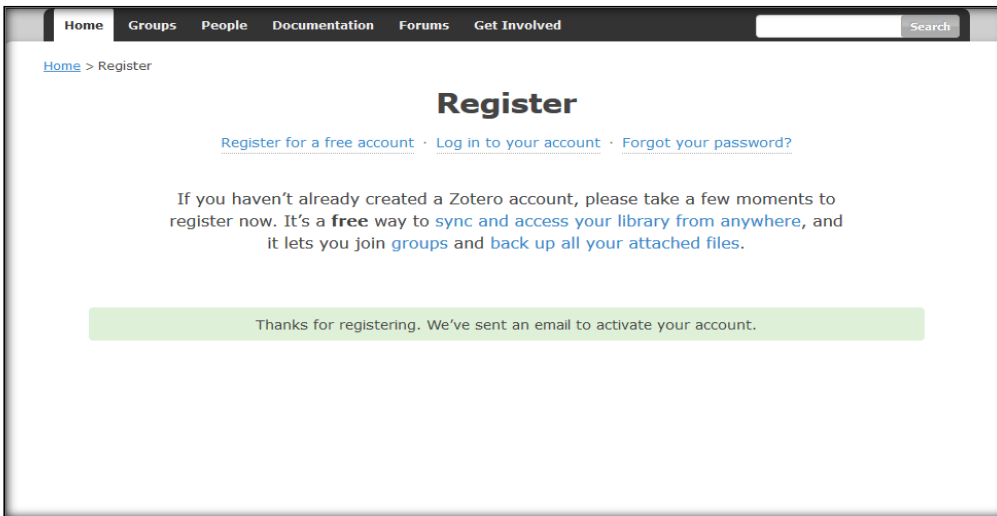 Home Groups People Documentation Forums Get Involved Search
Home > Register
Register
Register for a free account · Log in to your account · Forgot your password?
If you haven’t already created a Zotero account, please take a few moments to
register now. It’s a free way to sync and access your library from anywhere, and
it lets you join groups and back up all your attached files.
Thanks for registering. We’ve sent an email to activate your account.